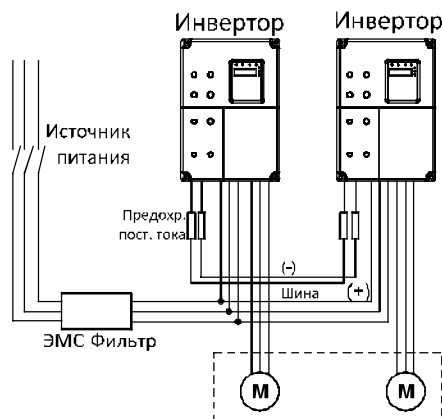 Инвертор
Инвертор
Источник
питания
Предохр.
пост. тока
(-)
Шина
(+)
ЭМС Фильтр
М
М